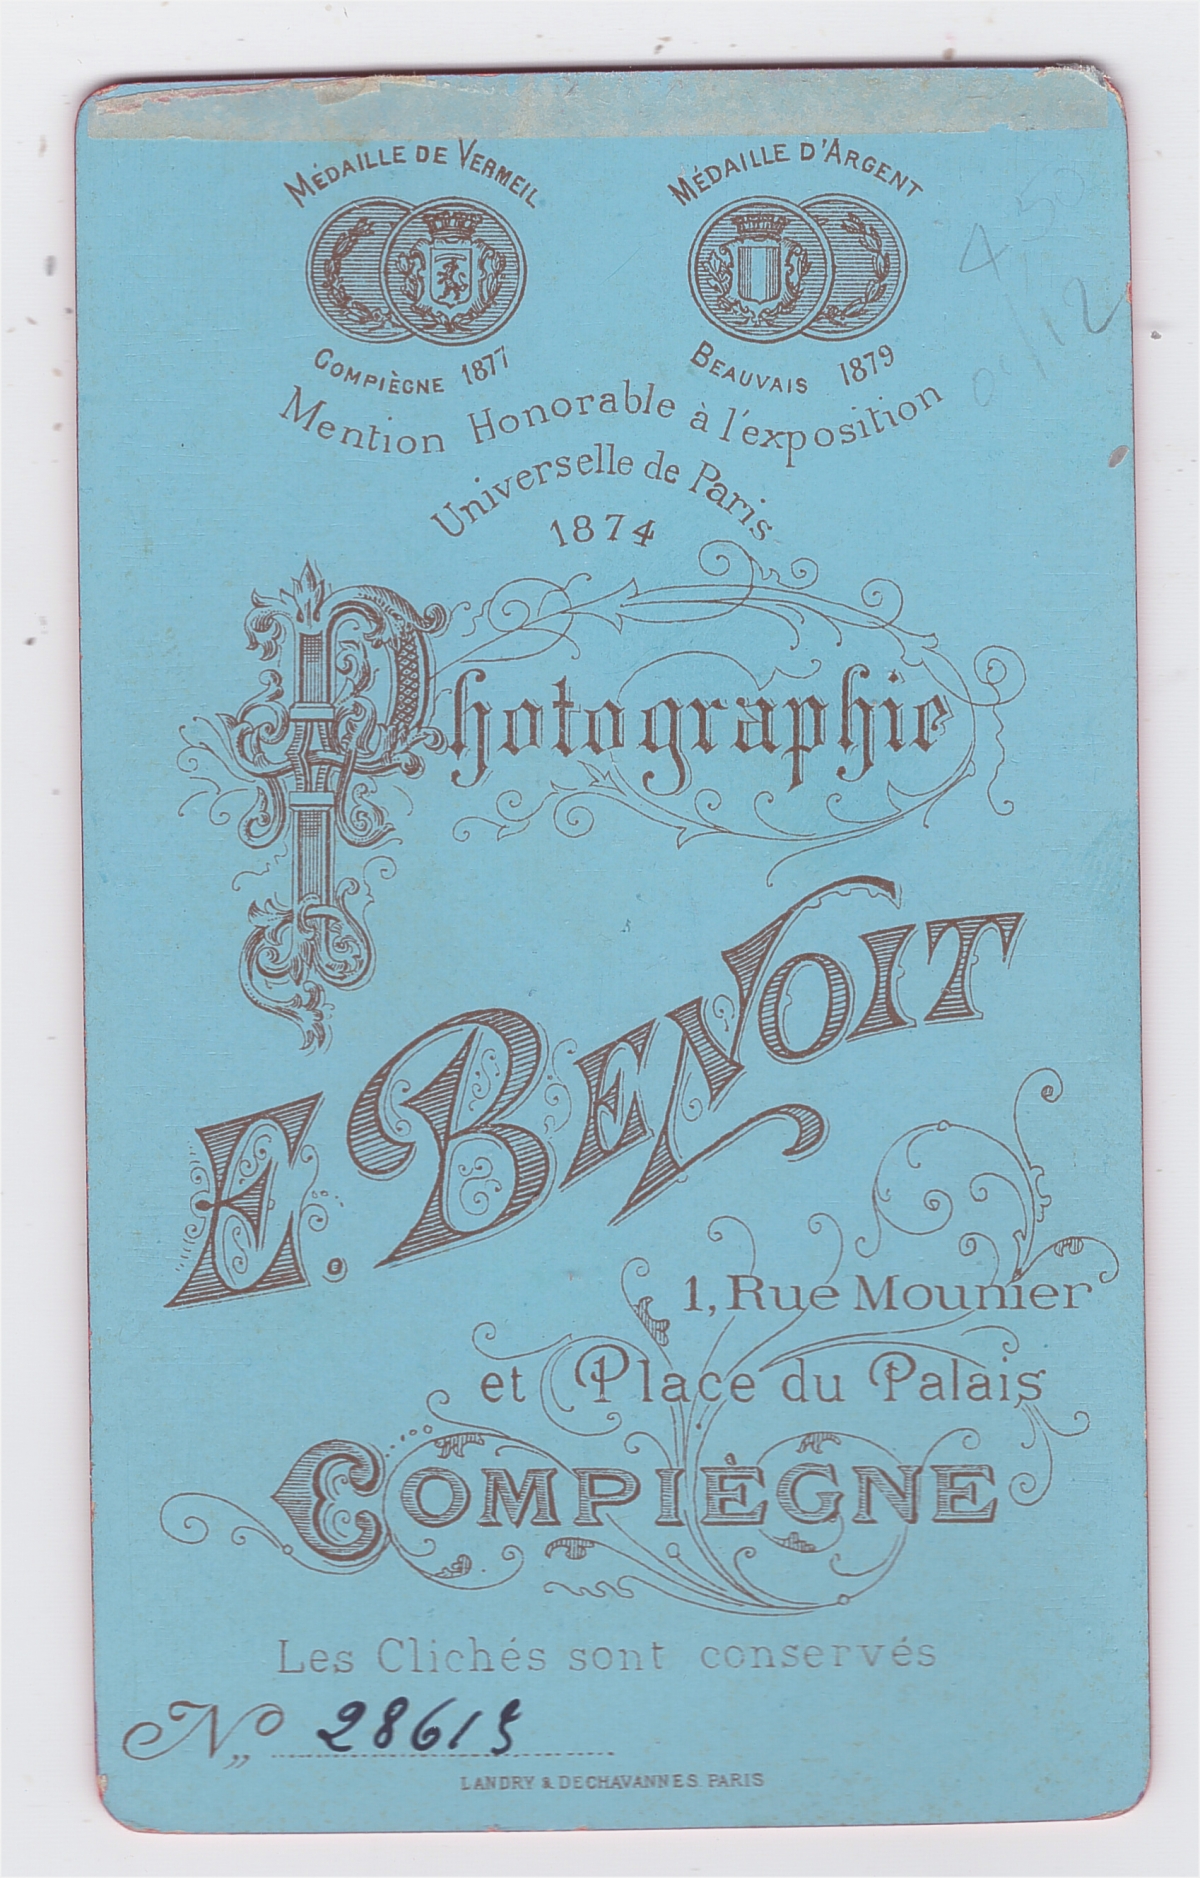 MÉDAILLE DE VERMEIL
MÉDAILLE D'ARGENT
COMPIÈGNE 1877
BEAUVAIS 1879
Mention Honorable à l'exposition
Universelle de Paris
1874
Photographie
E. BENOIT
1, Rue Mounier
et Place du Palais
COMPIÈGNE
Les Clichés sont conservés
No 28615
LANDRY & DECHAVANNES. PARIS